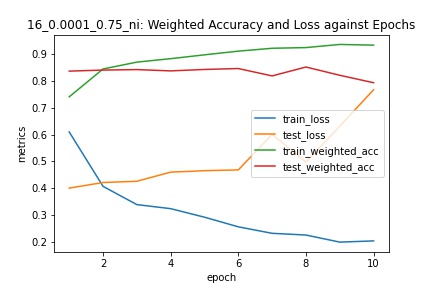 16_0.0001_0.75_ni: Weighted Accuracy and Loss against Epochs
metrics
0.9
0.8
0.7
0.6
0.5
0.4
0.3
0.2
train_loss
test_loss
train_weighted_acc
test_weighted_acc
2
4
6
8
10
epoch